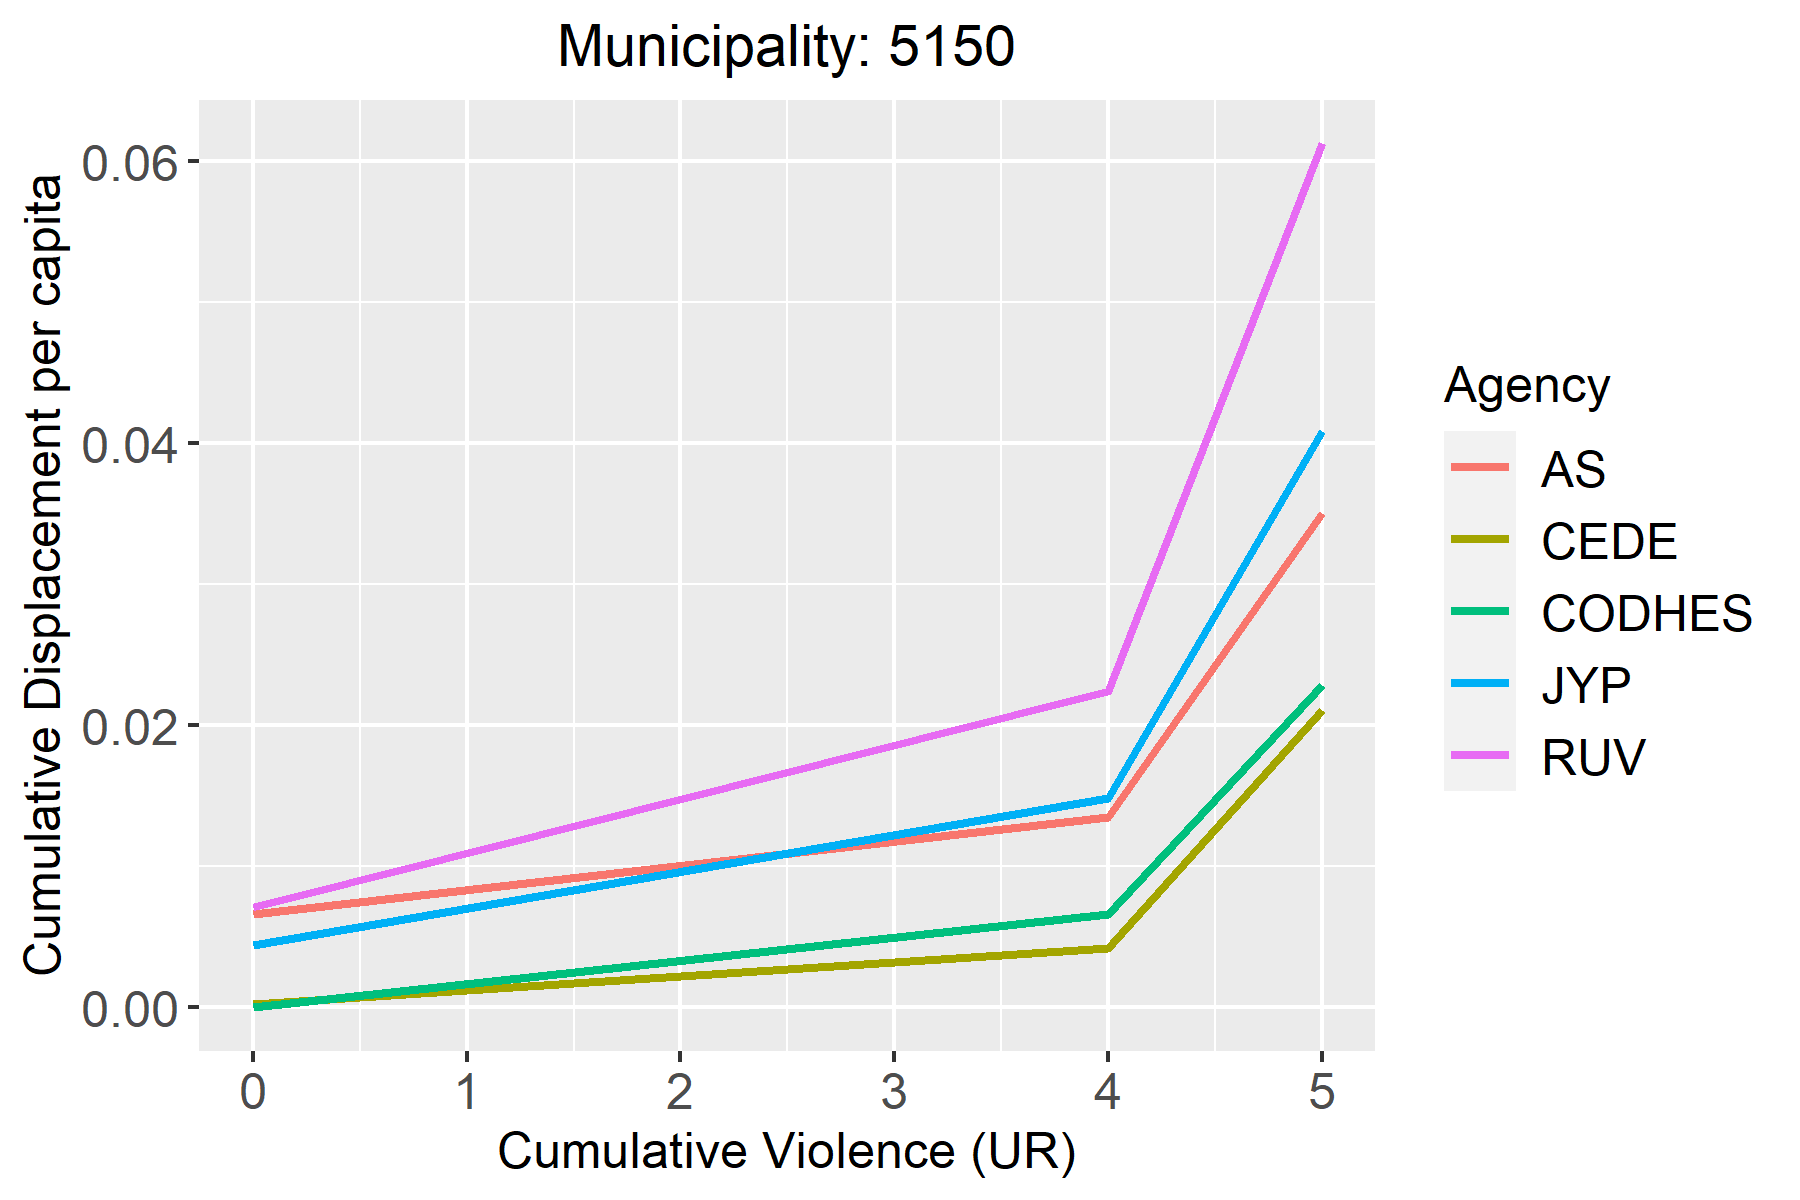 Municipality: 5150
Cumulative Displacement per capita
0.06
0.04
0.02
0.00
0 1 2 3 4 5
Cumulative Violence (UR)
Agency
AS
CEDE
CODHES
JYP
RUV